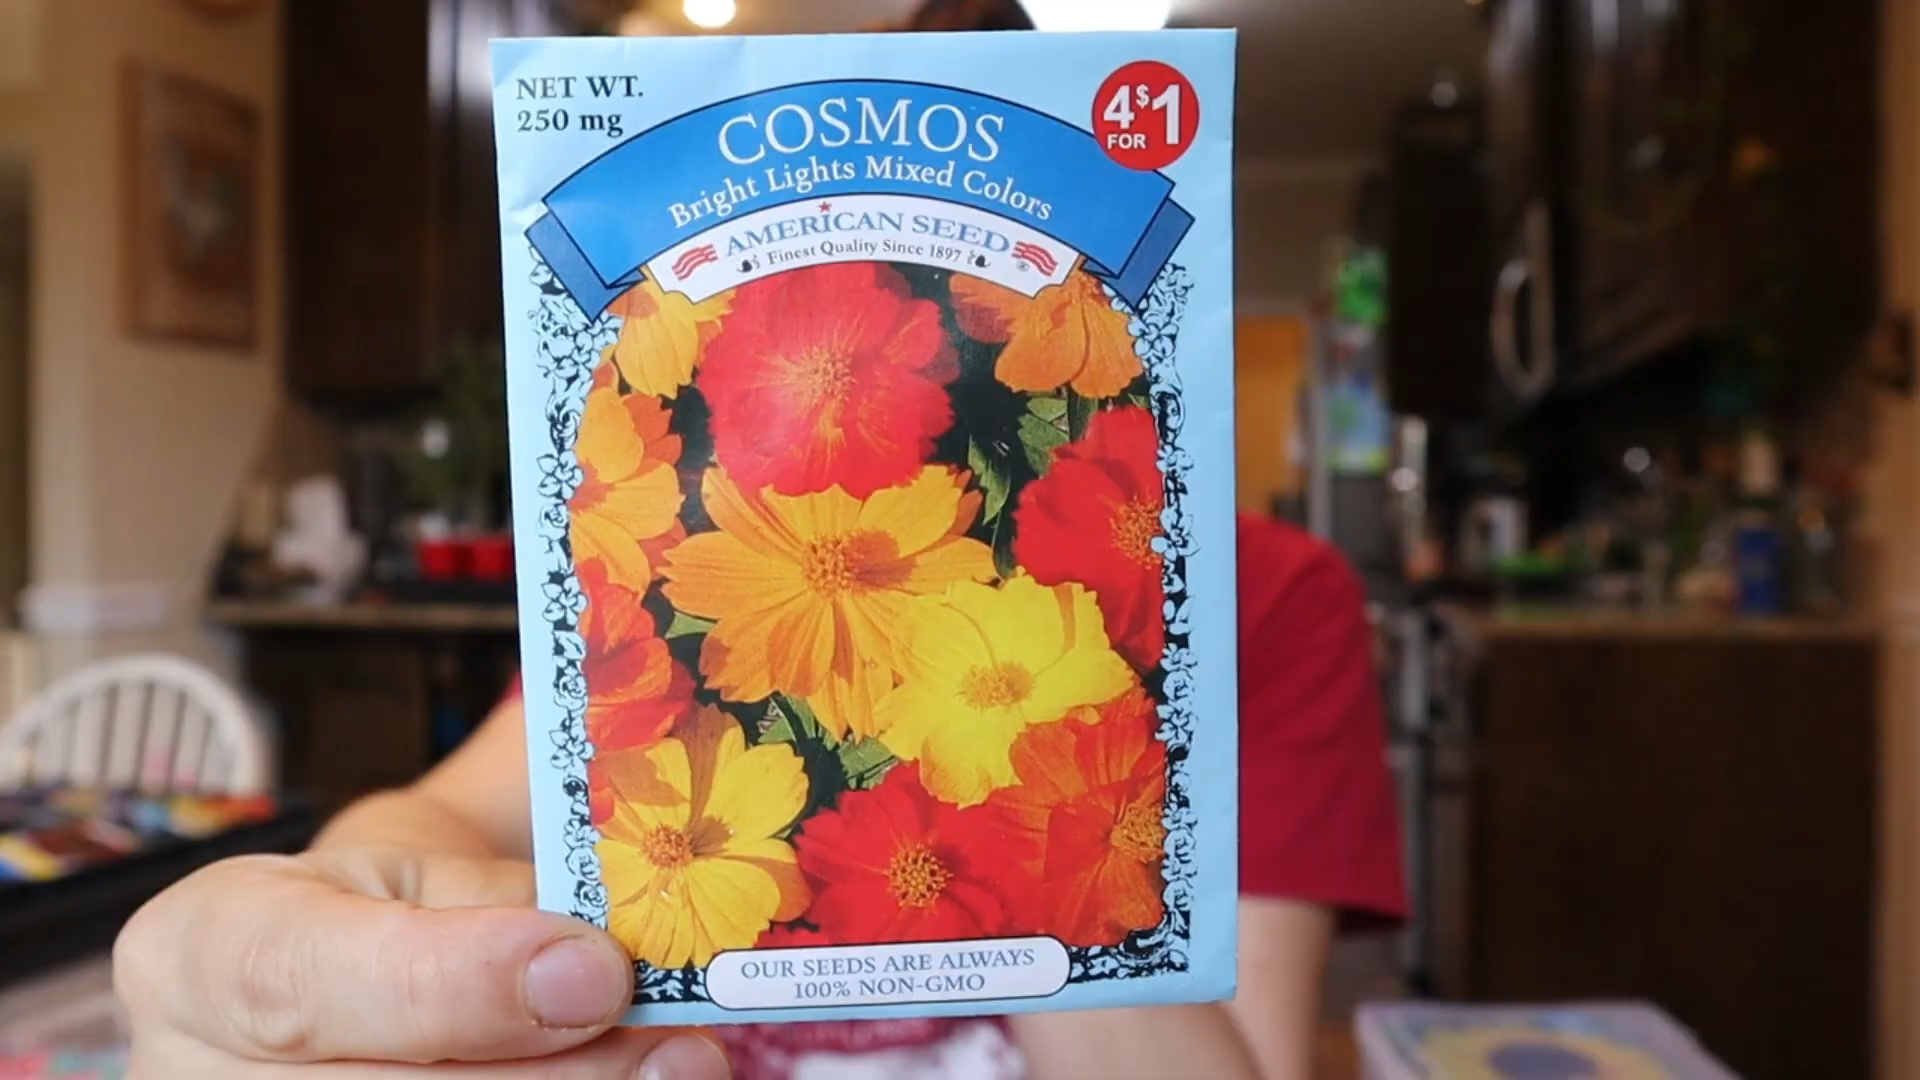 NET WT.
250 mg
COSMOS
Bright Lights Mixed Colors
AMERICAN SEED
Finest Quality Since 1897
4 FOR $1
OUR SEEDS ARE ALWAYS
100% NON-GMO